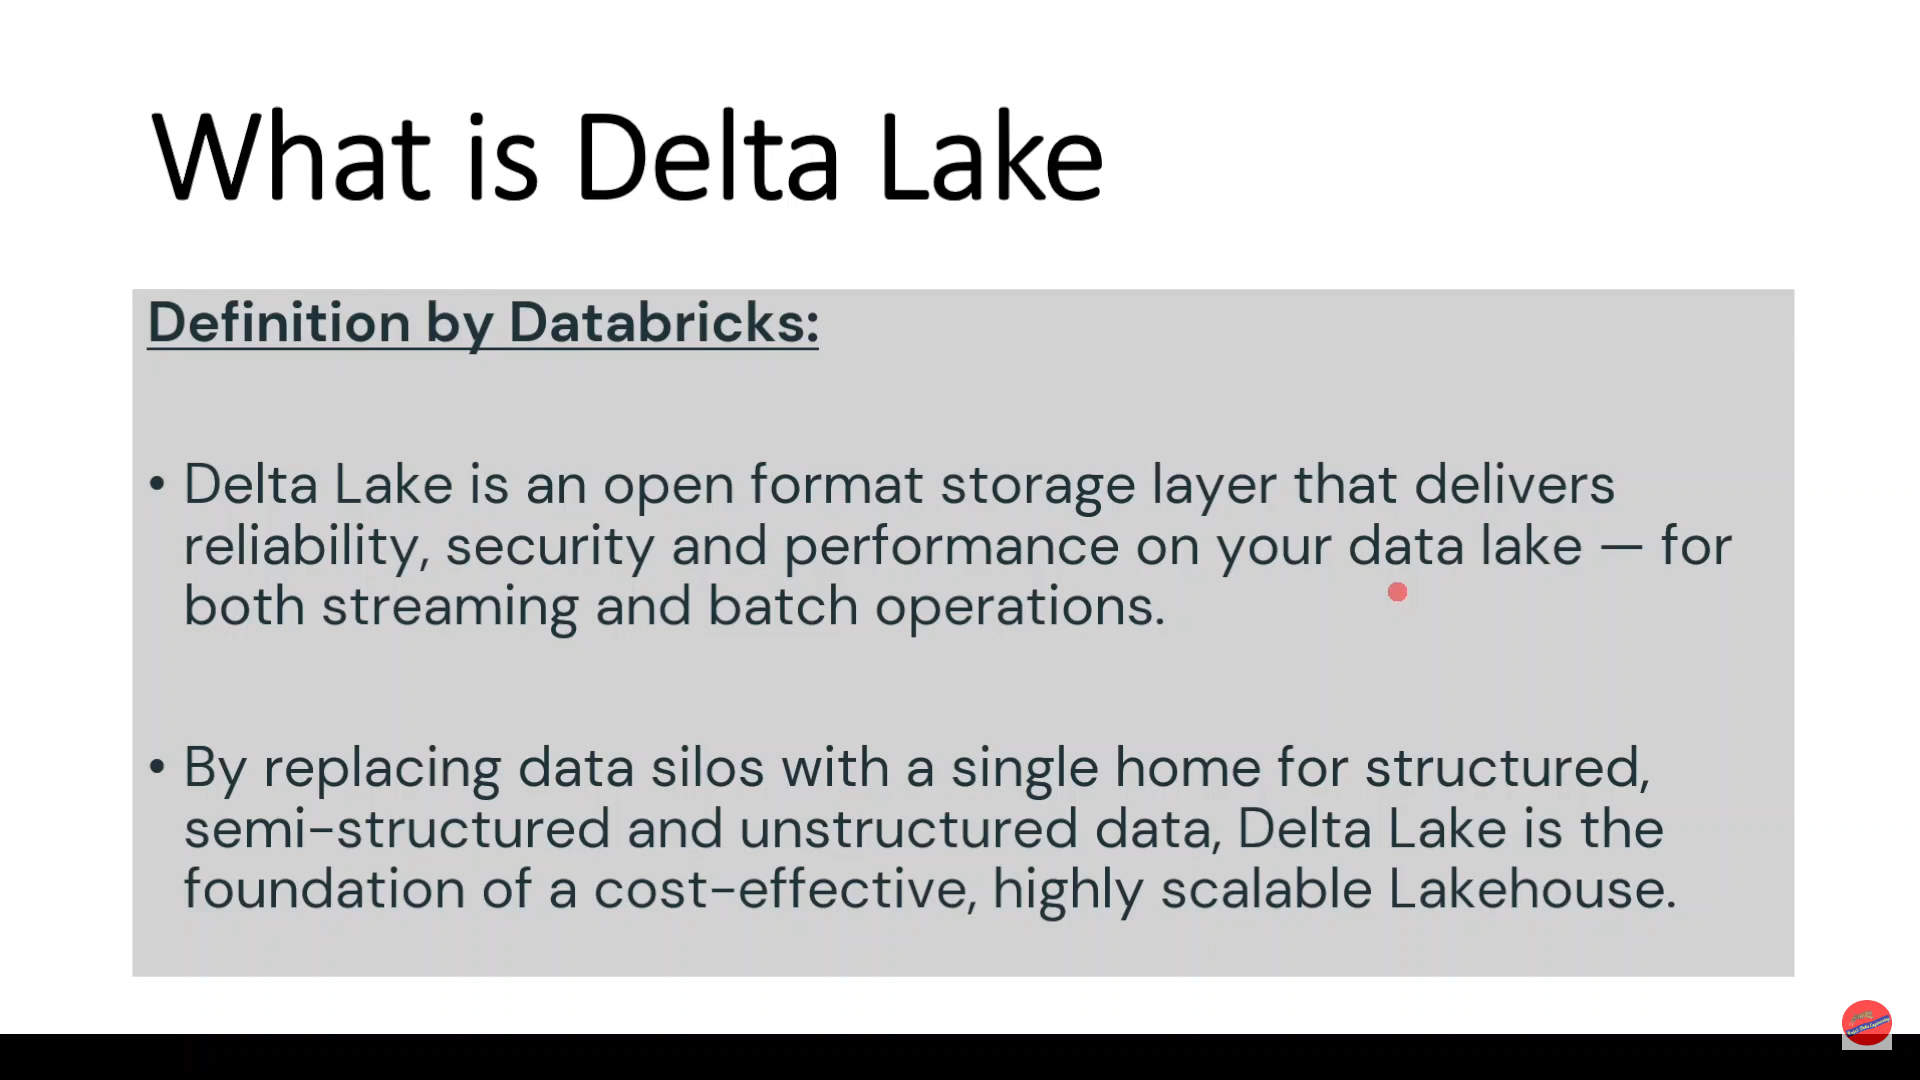 What is Delta Lake
Definition by Databricks:
• Delta Lake is an open format storage layer that delivers
reliability, security and performance on your data lake — for
both streaming and batch operations.
• By replacing data silos with a single home for structured,
semi-structured and unstructured data, Delta Lake is the
foundation of a cost-effective, highly scalable Lakehouse.